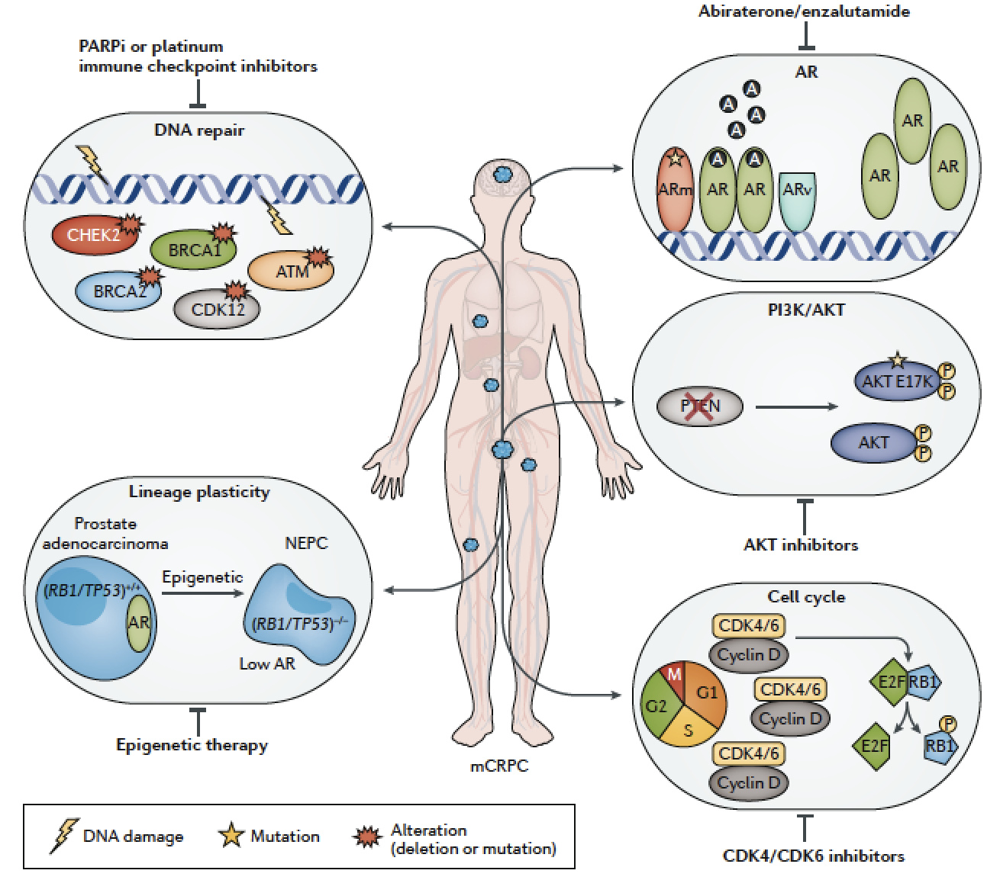 Abiraterone/enzalutamide
PARPi or platinum
immune checkpoint inhibitors
DNA repair
CHEK2
BRCA1
ATM
BRCA2
CDK12
AR
A
A
A
A
A
A
ARm
AR
AR
ARv
AR
AR
AR
PI3K/AKT
PTEN
AKT E17K
P
P
AKT
P
P
AKT inhibitors
Lineage plasticity
Prostate
adenocarcinoma
NEPC
(RB1/TP53)+/+
AR
Epigenetic
(RB1/TP53)−/−
Low AR
Epigenetic therapy
mCRPC
Cell cycle
CDK4/6
Cyclin D
M
G1
G2
S
CDK4/6
Cyclin D
CDK4/6
Cyclin D
E2F
RB1
E2F
P
RB1
CDK4/CDK6 inhibitors
DNA damage
Mutation
Alteration
(deletion or mutation)